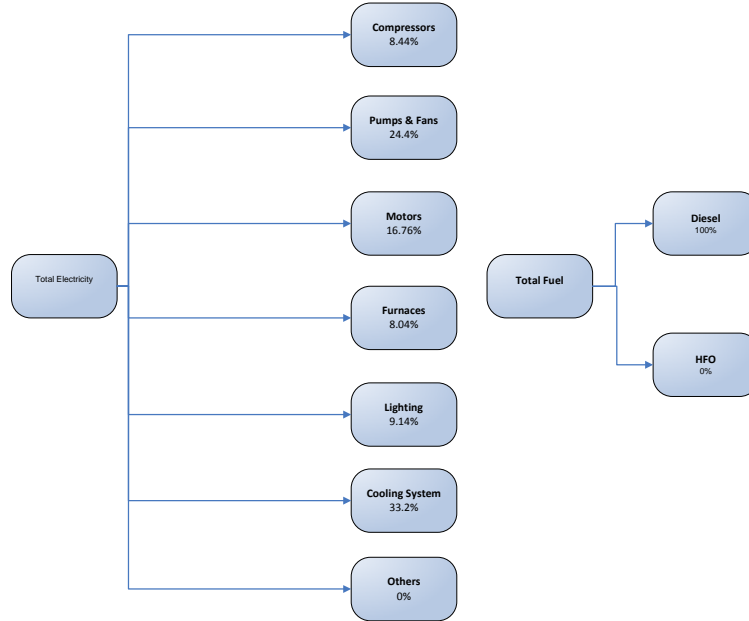 Total Electricity
Compressors
8.44%
Pumps & Fans
24.4%
Motors
16.76%
Furnaces
8.04%
Lighting
9.14%
Cooling System
33.2%
Others
0%
Total Fuel
Diesel
100%
HFO
0%